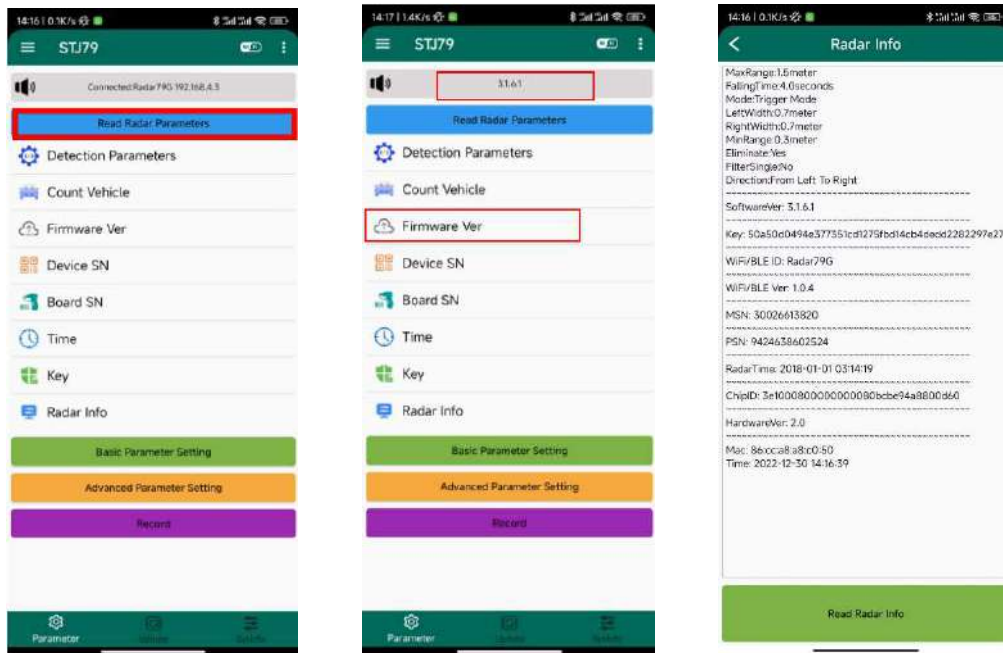 14:16 | 0.1K/s
STJ79
Connected:Radar79G 192.168.4.3
Read Radar Parameters
Detection Parameters
Count Vehicle
Firmware Ver
Device SN
Board SN
Time
Key
Radar Info
Basic Parameter Setting
Advanced Parameter Setting
Record
Parameter
14:17 | 1.4K/s
STJ79
3.1.6.1
Read Radar Parameters
Detection Parameters
Count Vehicle
Firmware Ver
Device SN
Board SN
Time
Key
Radar Info
Basic Parameter Setting
Advanced Parameter Setting
Record
Parameter
14:16 | 0.1K/s
Radar Info
MaxRange:1.5meter
FallingTime:4.0seconds
Mode:Trigger Mode
LeftWidth:0.7meter
RightWidth:0.7meter
MinRange:0.3meter
Eliminate:Yes
FilterSingle:No
Direction:From Left To Right
SoftwareVer: 3.1.6.1
Key: 50a50d0494e377351cd1275fbd14cb4dedd2282297e27
WiFi/BLE ID: Radar79G
WiFi/BLE Ver: 1.0.4
MSN: 30026613820
PSN: 9424638602524
RadarTime: 2018-01-01 03:14:19
ChipID: 3e1000800000000080bcbe94a8800d60
HardwareVer: 2.0
Mac: 86:cc:a8:a8:c0:50
Time: 2022-12-30 14:16:39
Read Radar Info